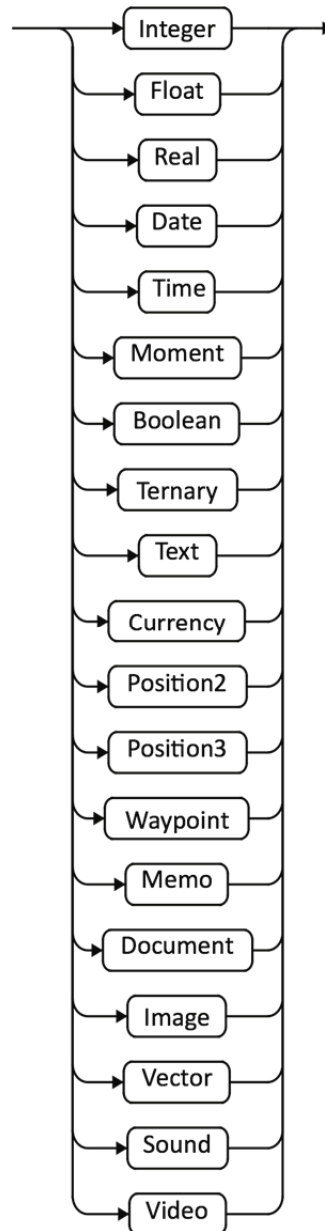 Integer
Float
Real
Date
Time
Moment
Boolean
Ternary
Text
Currency
Position2
Position3
Waypoint
Memo
Document
Image
Vector
Sound
Video